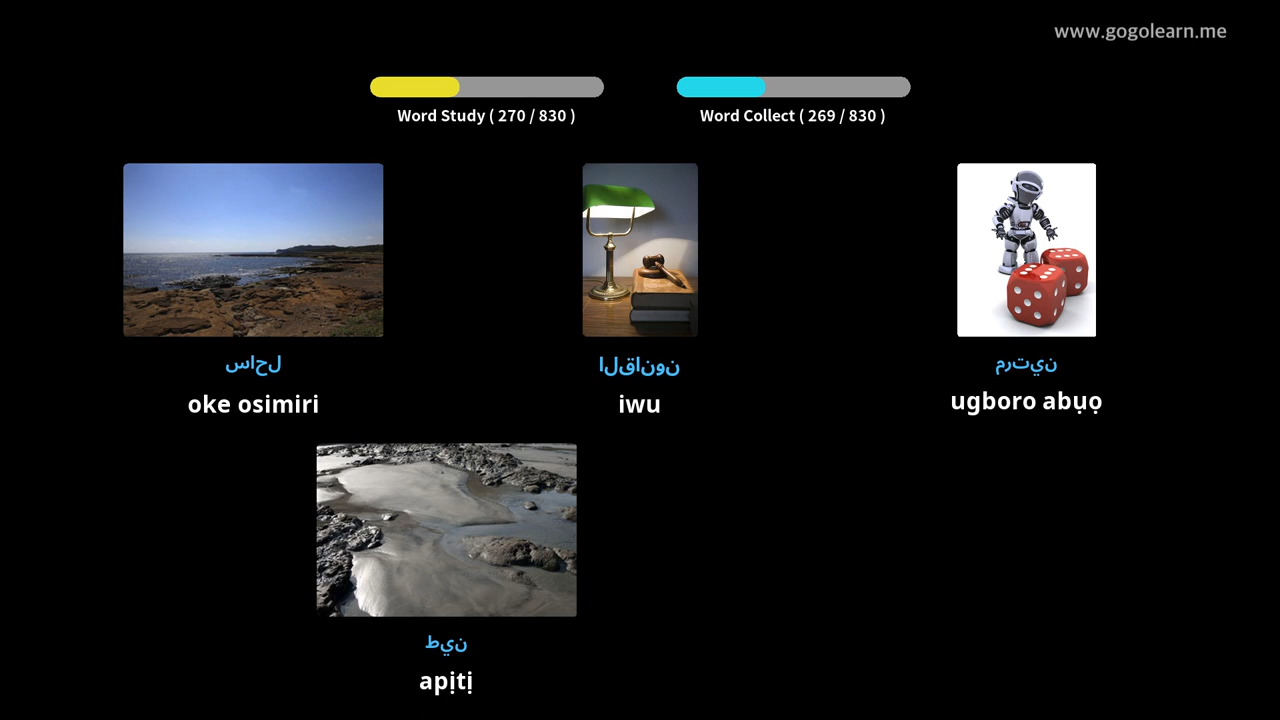 www.gogolearn.me
Word Study ( 270 / 830 )
Word Collect ( 269 / 830 )
ساحل
oke osimiri
القانون
iwu
مرتين
ugboro abụọ
طين
apịtị